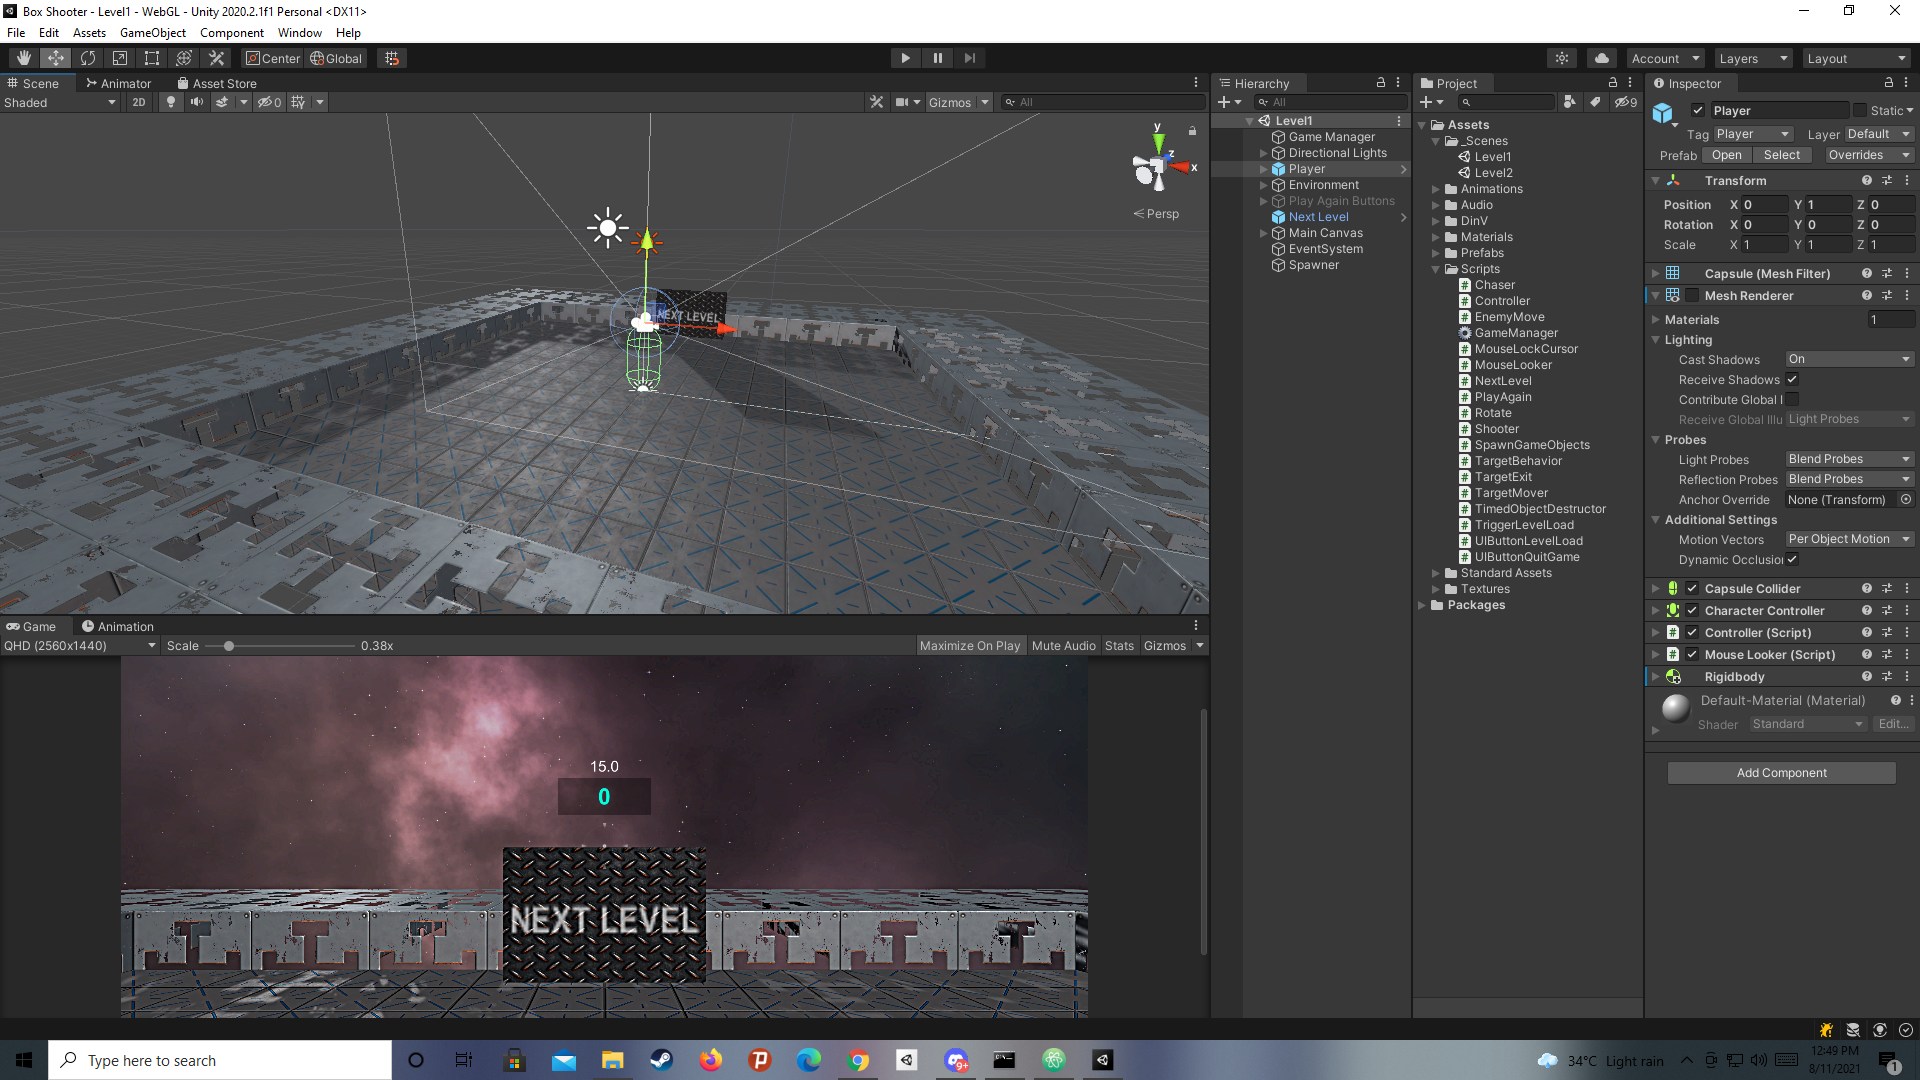 Box Shooter - Level1 - WebGL - Unity 2020.2.1f1 Personal <DX11>
File Edit Assets GameObject Component Window Help
Center Global Account Layers Layout
Scene Animator Asset Store
Shaded 2D 0 Gizmos All
y
z
x
Persp
Hierarchy
All
Level1
Game Manager
Directional Lights
Player
Environment
Play Again Buttons
Next Level
Main Canvas
EventSystem
Spawner
Project
9
Assets
_Scenes
Level1
Level2
Animations
Audio
DinV
Materials
Prefabs
Scripts
Chaser
Controller
EnemyMove
GameManager
MouseLockCursor
MouseLooker
NextLevel
PlayAgain
Rotate
Shooter
SpawnGameObjects
TargetBehavior
TargetExit
TargetMover
TimedObjectDestructor
TriggerLevelLoad
UIButtonLevelLoad
UIButtonQuitGame
Standard Assets
Textures
Packages
Inspector
Player Static
Tag Player Layer Default
Prefab Open Select Overrides
Transform
Position X 0 Y 1 Z 0
Rotation X 0 Y 0 Z 0
Scale X 1 Y 1 Z 1
Capsule (Mesh Filter)
Mesh Renderer
Materials 1
Lighting
Cast Shadows On
Receive Shadows
Contribute Global I
Receive Global Illu Light Probes
Probes
Light Probes Blend Probes
Reflection Probes Blend Probes
Anchor Override None (Transform)
Additional Settings
Motion Vectors Per Object Motion
Dynamic Occlusion
Capsule Collider
Character Controller
Controller (Script)
Mouse Looker (Script)
Rigidbody
Default-Material (Material)
Shader Standard Edit...
Add Component
NEXT LEVEL
Game Animation
QHD (2560x1440) Scale 0.38x Maximize On Play Mute Audio Stats Gizmos
15.0
0
NEXT LEVEL
Type here to search
9+
34°C Light rain
12:49 PM
8/11/2021
1